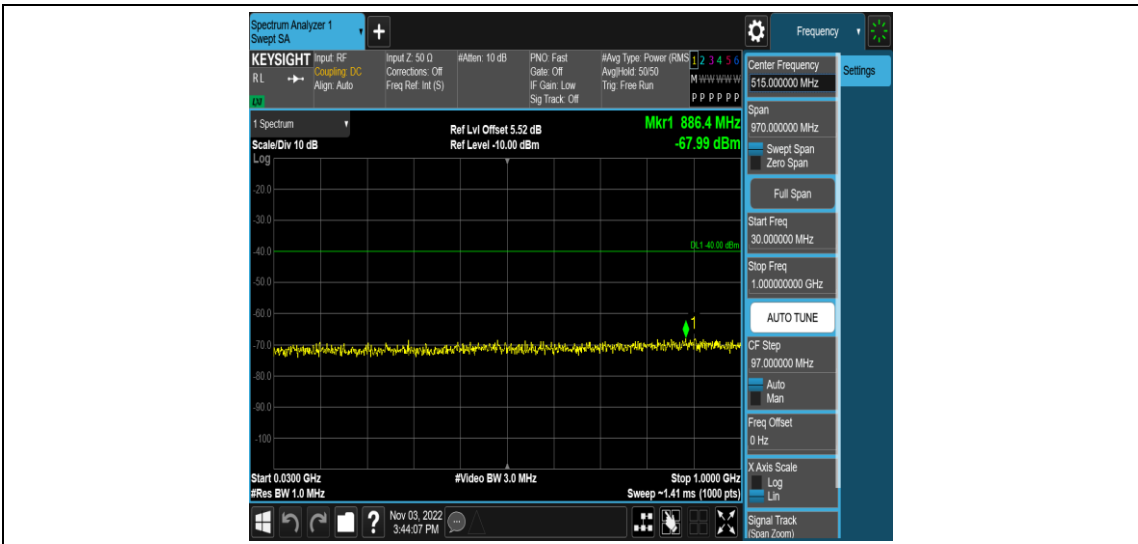 Spectrum Analyzer 1
Swept SA
+
Frequency
KEYSIGHT
RL
LXI
Input: RF
Coupling: DC
Align: Auto
Input Z: 50 Ω
Corrections: Off
Freq Ref: Int (S)
#Atten: 10 dB
PNO: Fast
Gate: Off
IF Gain: Low
Sig Track: Off
#Avg Type: Power (RMS
Avg|Hold: 50/50
Trig: Free Run
1 2 3 4 5 6
M W W W W W
P P P P P P
1 Spectrum
Scale/Div 10 dB
Log
Ref Lvl Offset 5.52 dB
Ref Level -10.00 dBm
Mkr1 886.4 MHz
-67.99 dBm
-20.0
-30.0
-40.0
DL1 -40.00 dBm
-50.0
-60.0
1
-70.0
-80.0
-90.0
-100
Start 0.0300 GHz
#Res BW 1.0 MHz
#Video BW 3.0 MHz
Stop 1.0000 GHz
Sweep ~1.41 ms (1000 pts)
?
Nov 03, 2022
3:44:07 PM
Center Frequency
515.000000 MHz
Settings
Span
970.000000 MHz
Swept Span
Zero Span
Full Span
Start Freq
30.000000 MHz
Stop Freq
1.000000000 GHz
AUTO TUNE
CF Step
97.000000 MHz
Auto
Man
Freq Offset
0 Hz
X Axis Scale
Log
Lin
Signal Track
(Span Zoom)